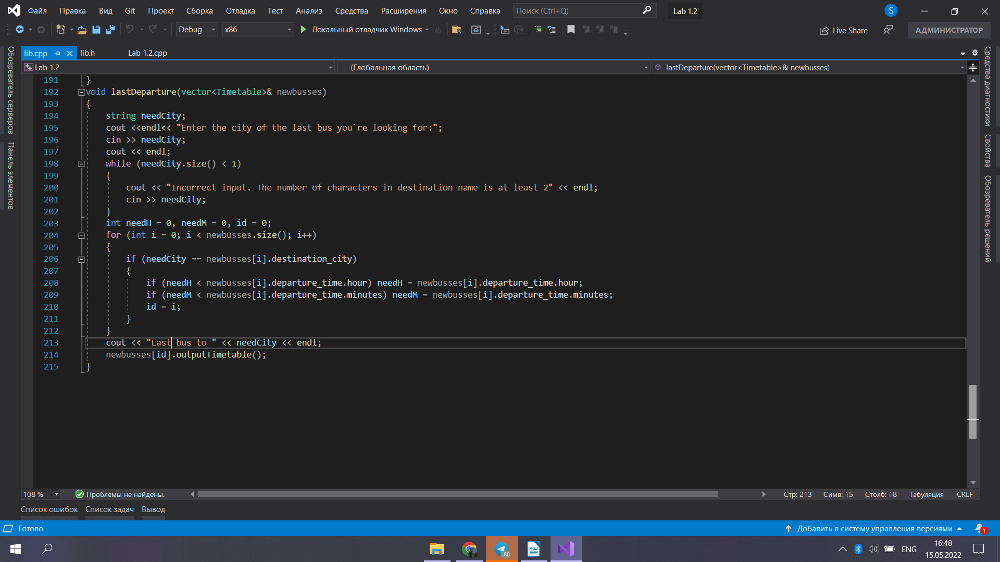 Файл Правка Вид Git Проект Сборка Отладка Тест Анализ Средства Расширения Окно Справка Поиск (Ctrl+Q) Lab 1.2 S
Debug x86 Локальный отладчик Windows Live Share АДМИНИСТРАТОР
Обозреватель серверов
Панель элементов
lib.cpp lib.h Lab 1.2.cpp
Lab 1.2 (Глобальная область) lastDeparture(vector<Timetable>& newbusses)
191 }
192 void lastDeparture(vector<Timetable>& newbusses)
193 {
194 string needCity;
195 cout <<endl<< "Enter the city of the last bus you`re looking for:";
196 cin >> needCity;
197 cout << endl;
198 while (needCity.size() < 1)
199 {
200 cout << "Incorrect input. The number of characters in destination name is at least 2" << endl;
201 cin >> needCity;
202 }
203 int needH = 0, needM = 0, id = 0;
204 for (int i = 0; i < newbusses.size(); i++)
205 {
206 if (needCity == newbusses[i].destination_city)
207 {
208 if (needH < newbusses[i].departure_time.hour) needH = newbusses[i].departure_time.hour;
209 if (needM < newbusses[i].departure_time.minutes) needM = newbusses[i].departure_time.minutes;
210 id = i;
211 }
212 }
213 cout << "Last bus to " << needCity << endl;
214 newbusses[id].outputTimetable();
215 }
Средства диагностики
Свойства
Обозреватель решений
108 % Проблемы не найдены. Стр: 213 Симв: 15 Столб: 18 Табуляция CRLF
Список ошибок Список задач Вывод
Готово Добавить в систему управления версиями 1
..80 ENG 16:48
15.05.2022